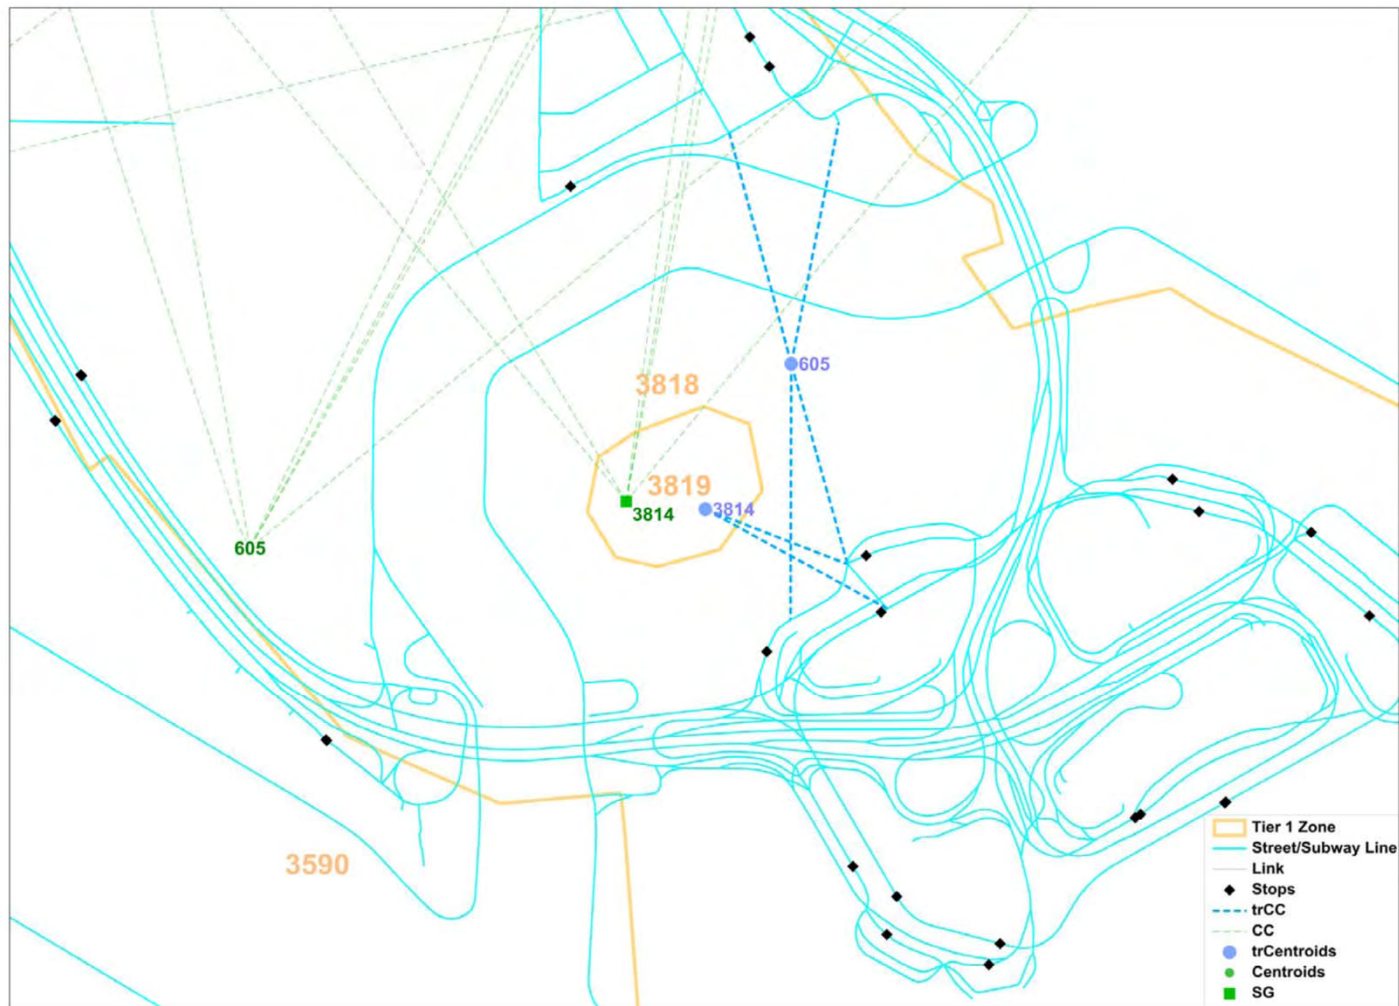 605
3818
3819
3814
3814
605
3590
Tier 1 Zone
Street/Subway Line
Link
Stops
trCC
CC
trCentroids
Centroids
SG